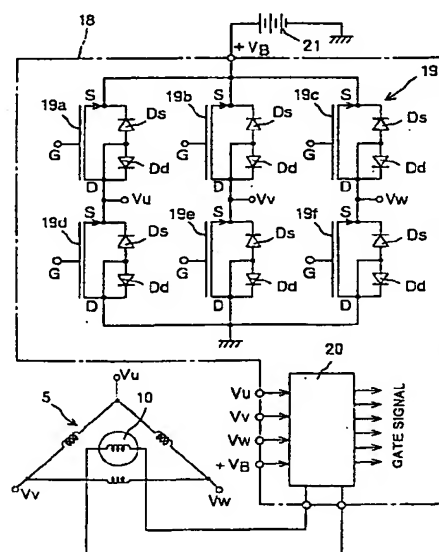 18
+ VB
21
19
19a
S
Ds
G
Dd
D
19b
S
Ds
G
Dd
D
19c
S
Ds
G
Dd
D
Vu
Vv
Vw
19d
S
Ds
G
Dd
D
19e
S
Ds
G
Dd
D
19f
S
Ds
G
Dd
D
20
Vu
Vv
Vw
+ VB
GATE SIGNAL
Vu
5
10
Vv
Vw